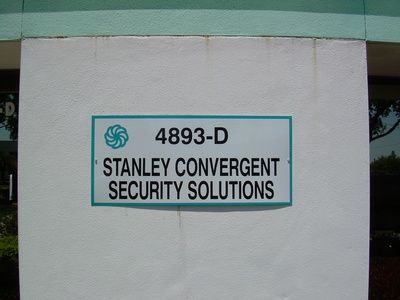 4893-D
STANLEY CONVERGENT
SECURITY SOLUTIONS